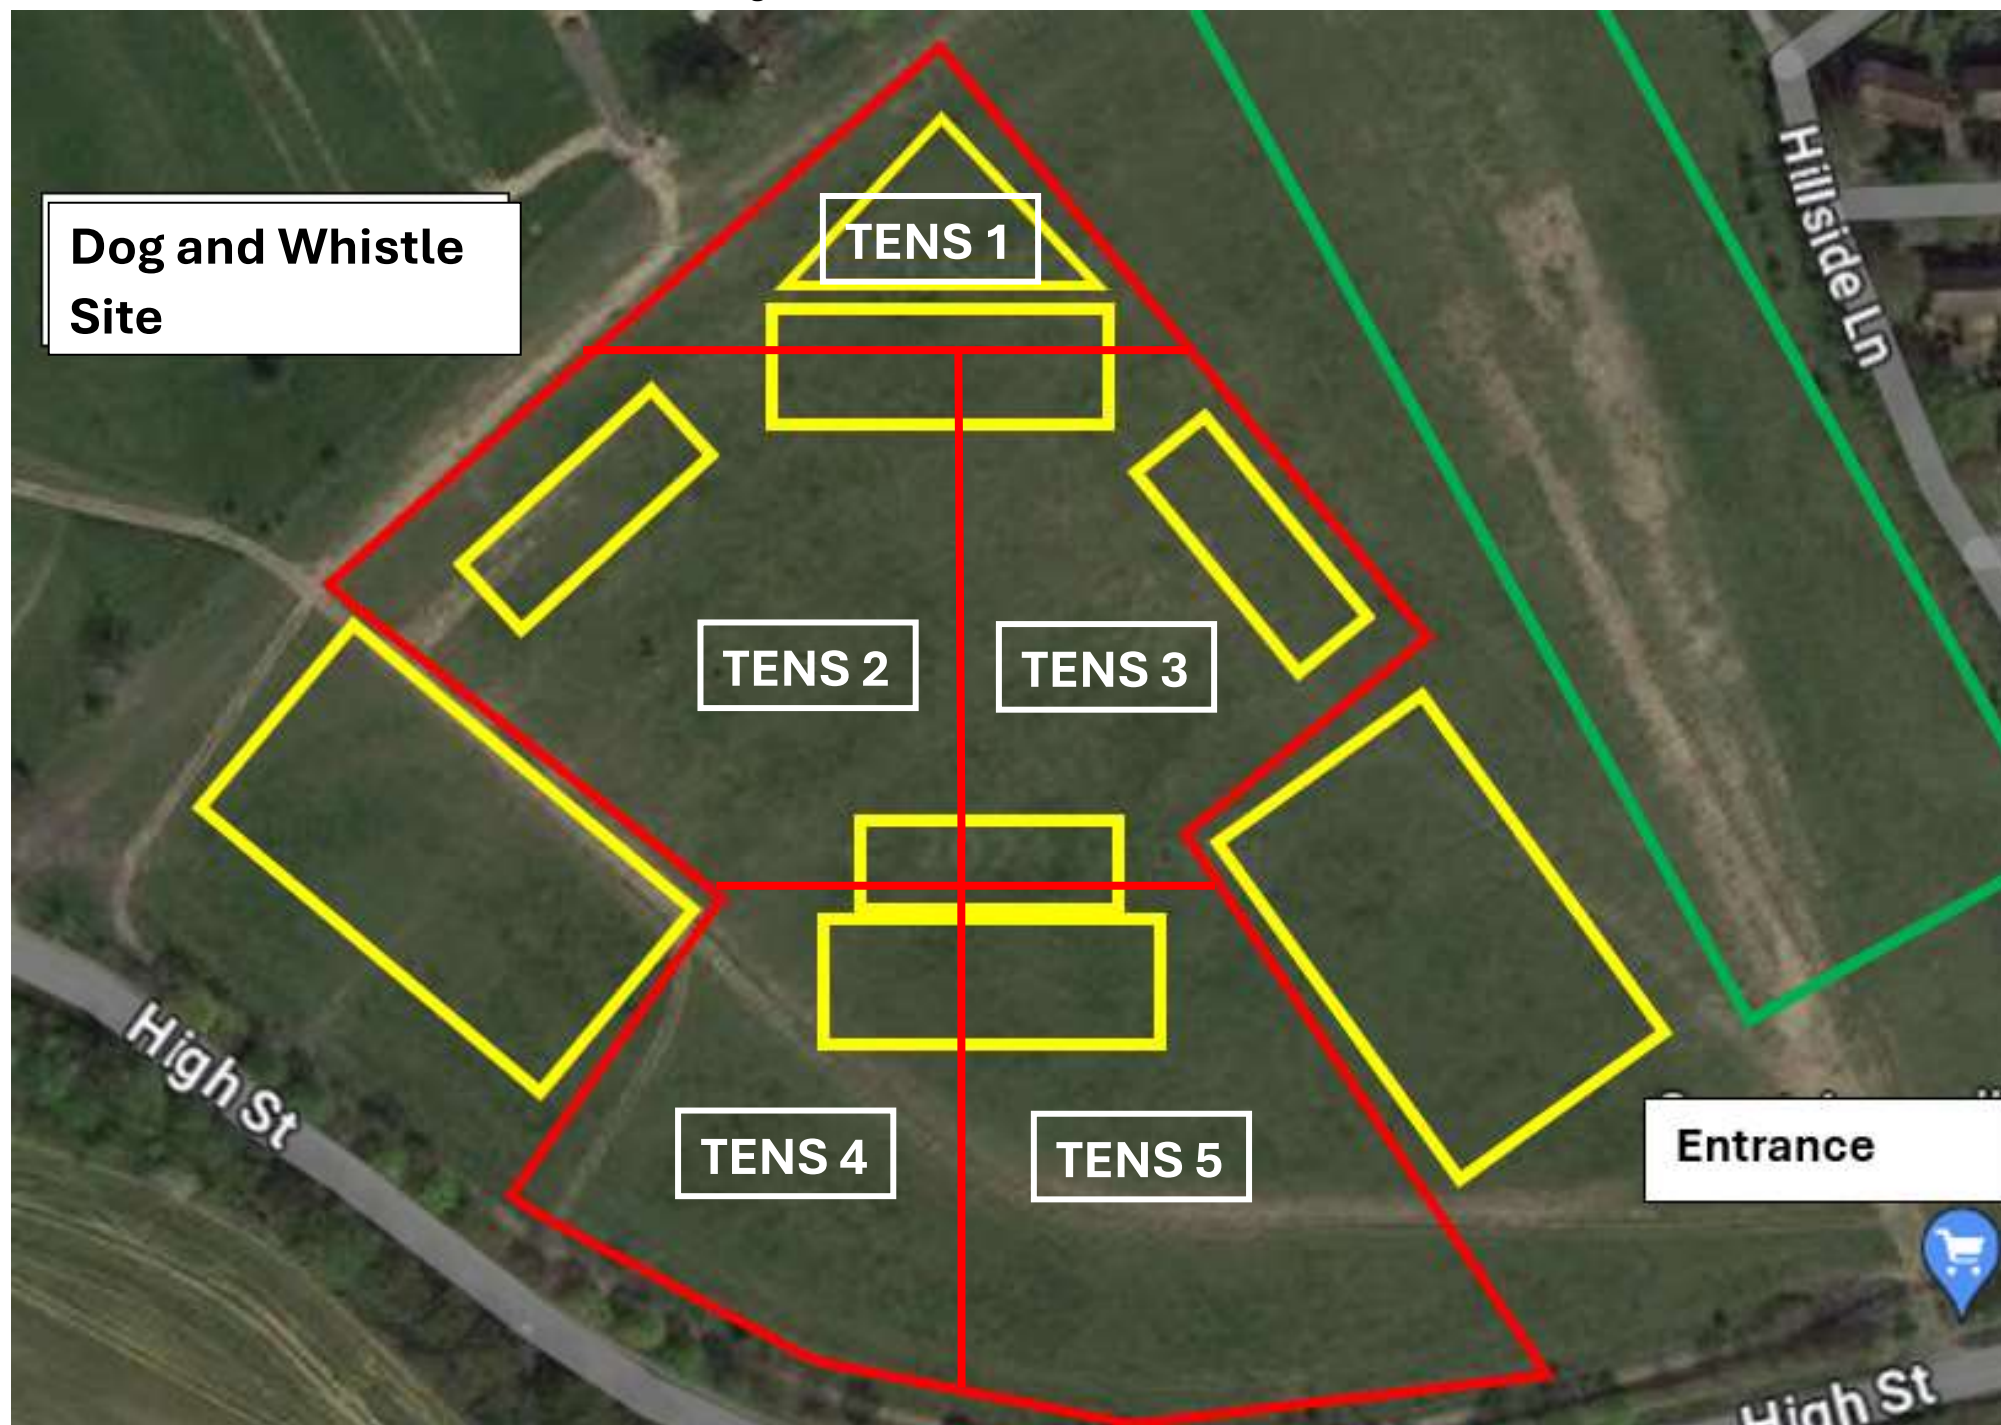 Dog and Whistle
Site
TENS 1
Hillside Ln
TENS 2
TENS 3
High St
TENS 4
TENS 5
Entrance
High St